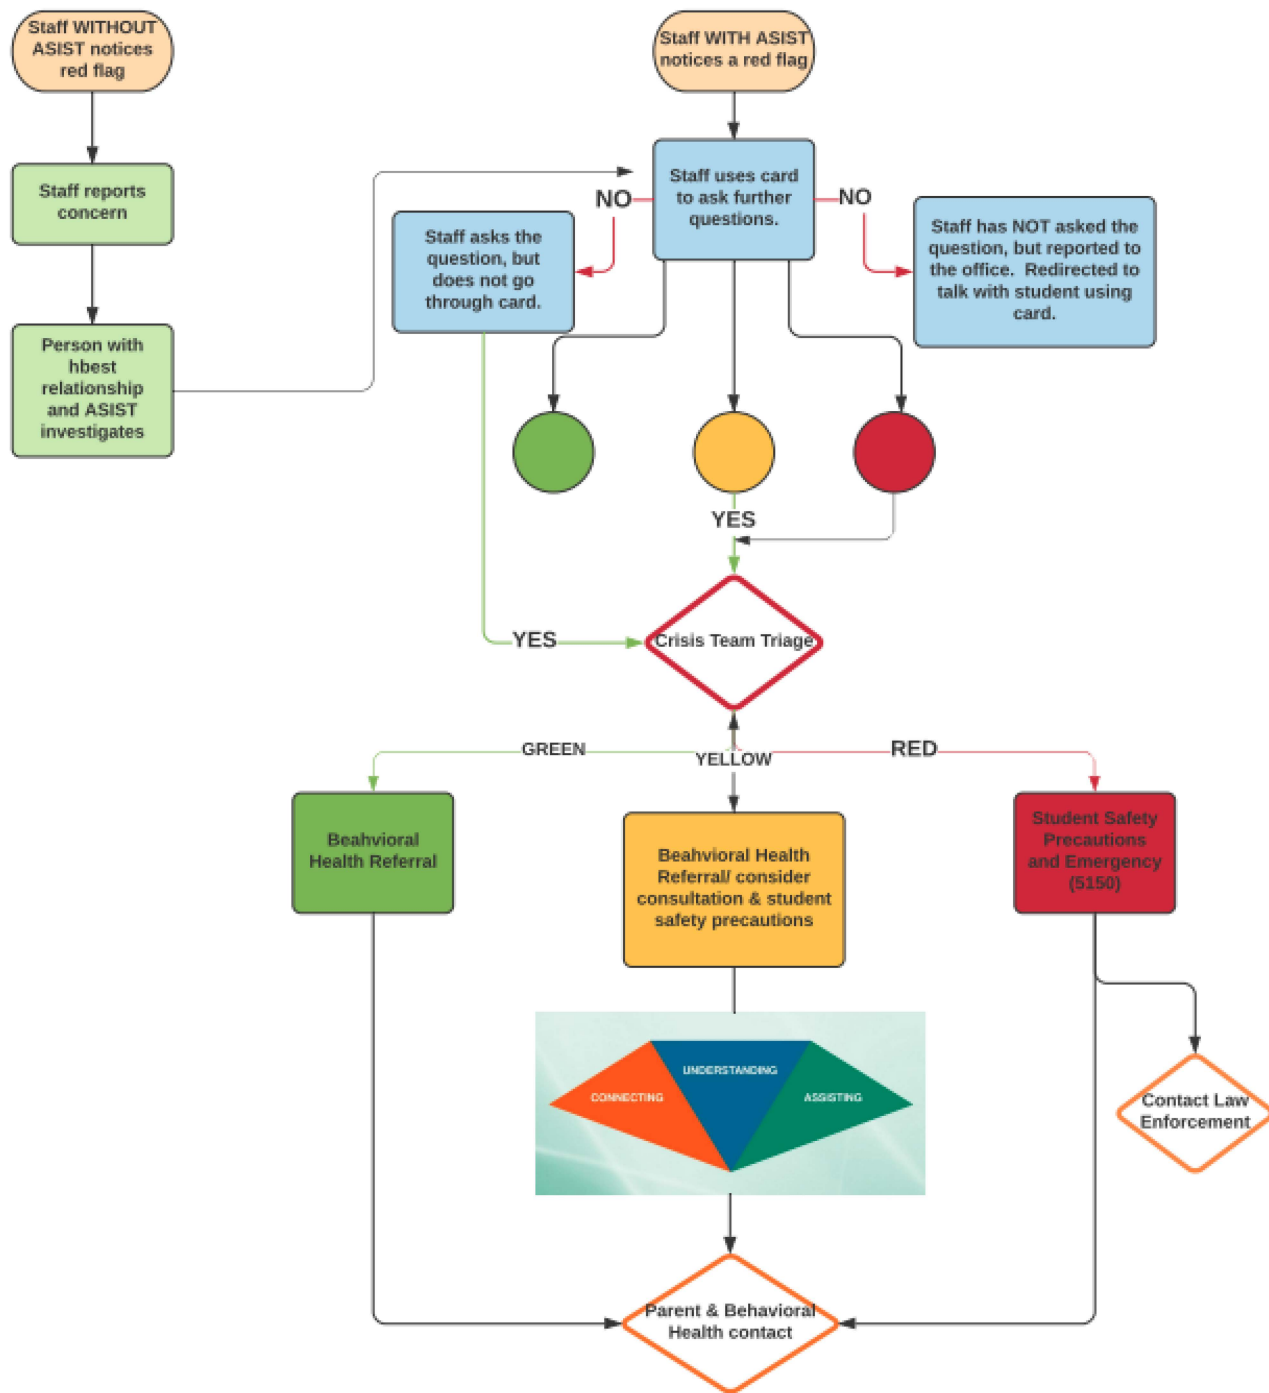 Staff WITHOUT
ASIST notices
red flag
Staff WITH ASIST
notices a red flag
Staff reports
concern
Staff uses card
to ask further
questions.
NO
NO
Staff asks the
question, but
does not go
through card.
Staff has NOT asked the
question, but reported to
the office. Redirected to
talk with student using
card.
Person with
hbest
relationship
and ASIST
investigates
YES
YES
Crisis Team Triage
GREEN
YELLOW
RED
Beahvioral
Health Referral
Beahvioral Health
Referral/ consider
consultation & student
safety precautions
Student Safety
Precautions
and Emergency
(5150)
CONNECTING
UNDERSTANDING
ASSISTING
Contact Law
Enforcement
Parent & Behavioral
Health contact